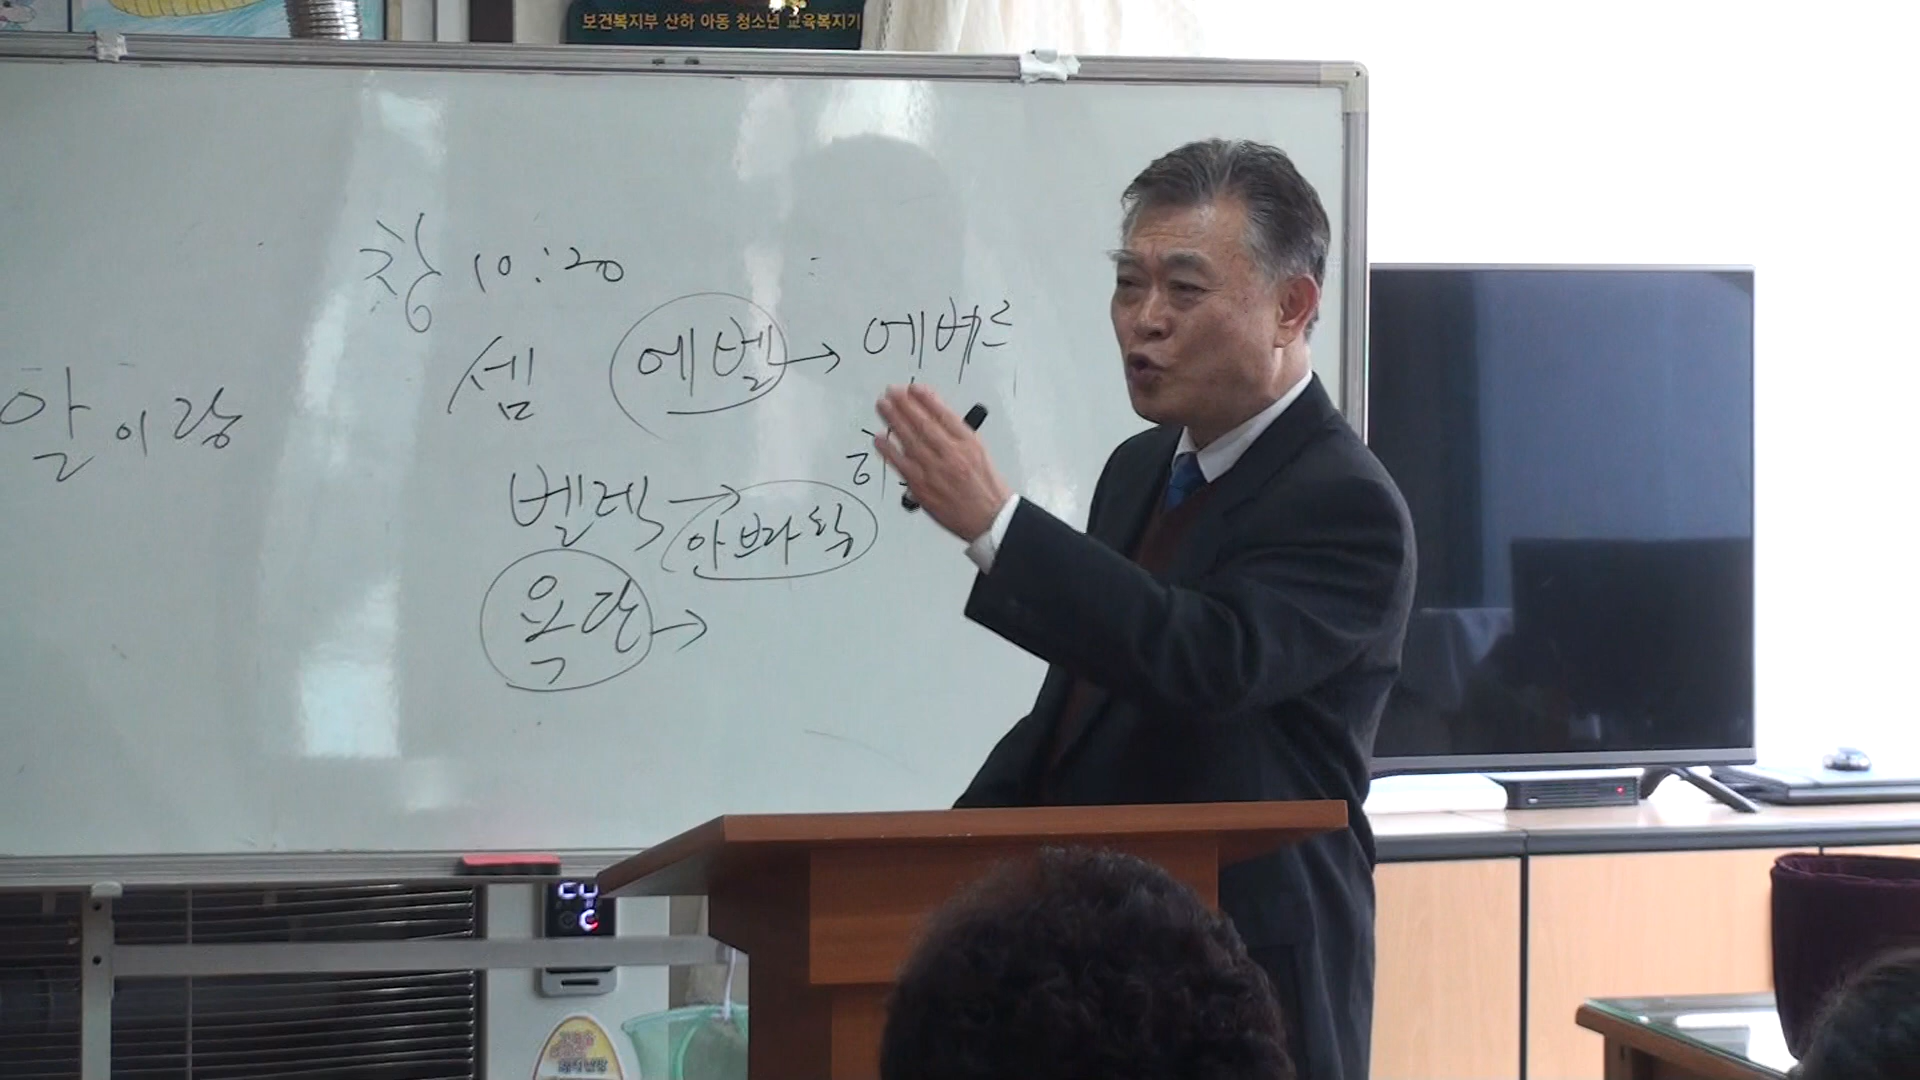 보건복지부 산하 아동 청소년 교육복지기
창 10:20
셈 에벨 → 에베르
알이랑
벨렉 → 아브라함
욕단 →